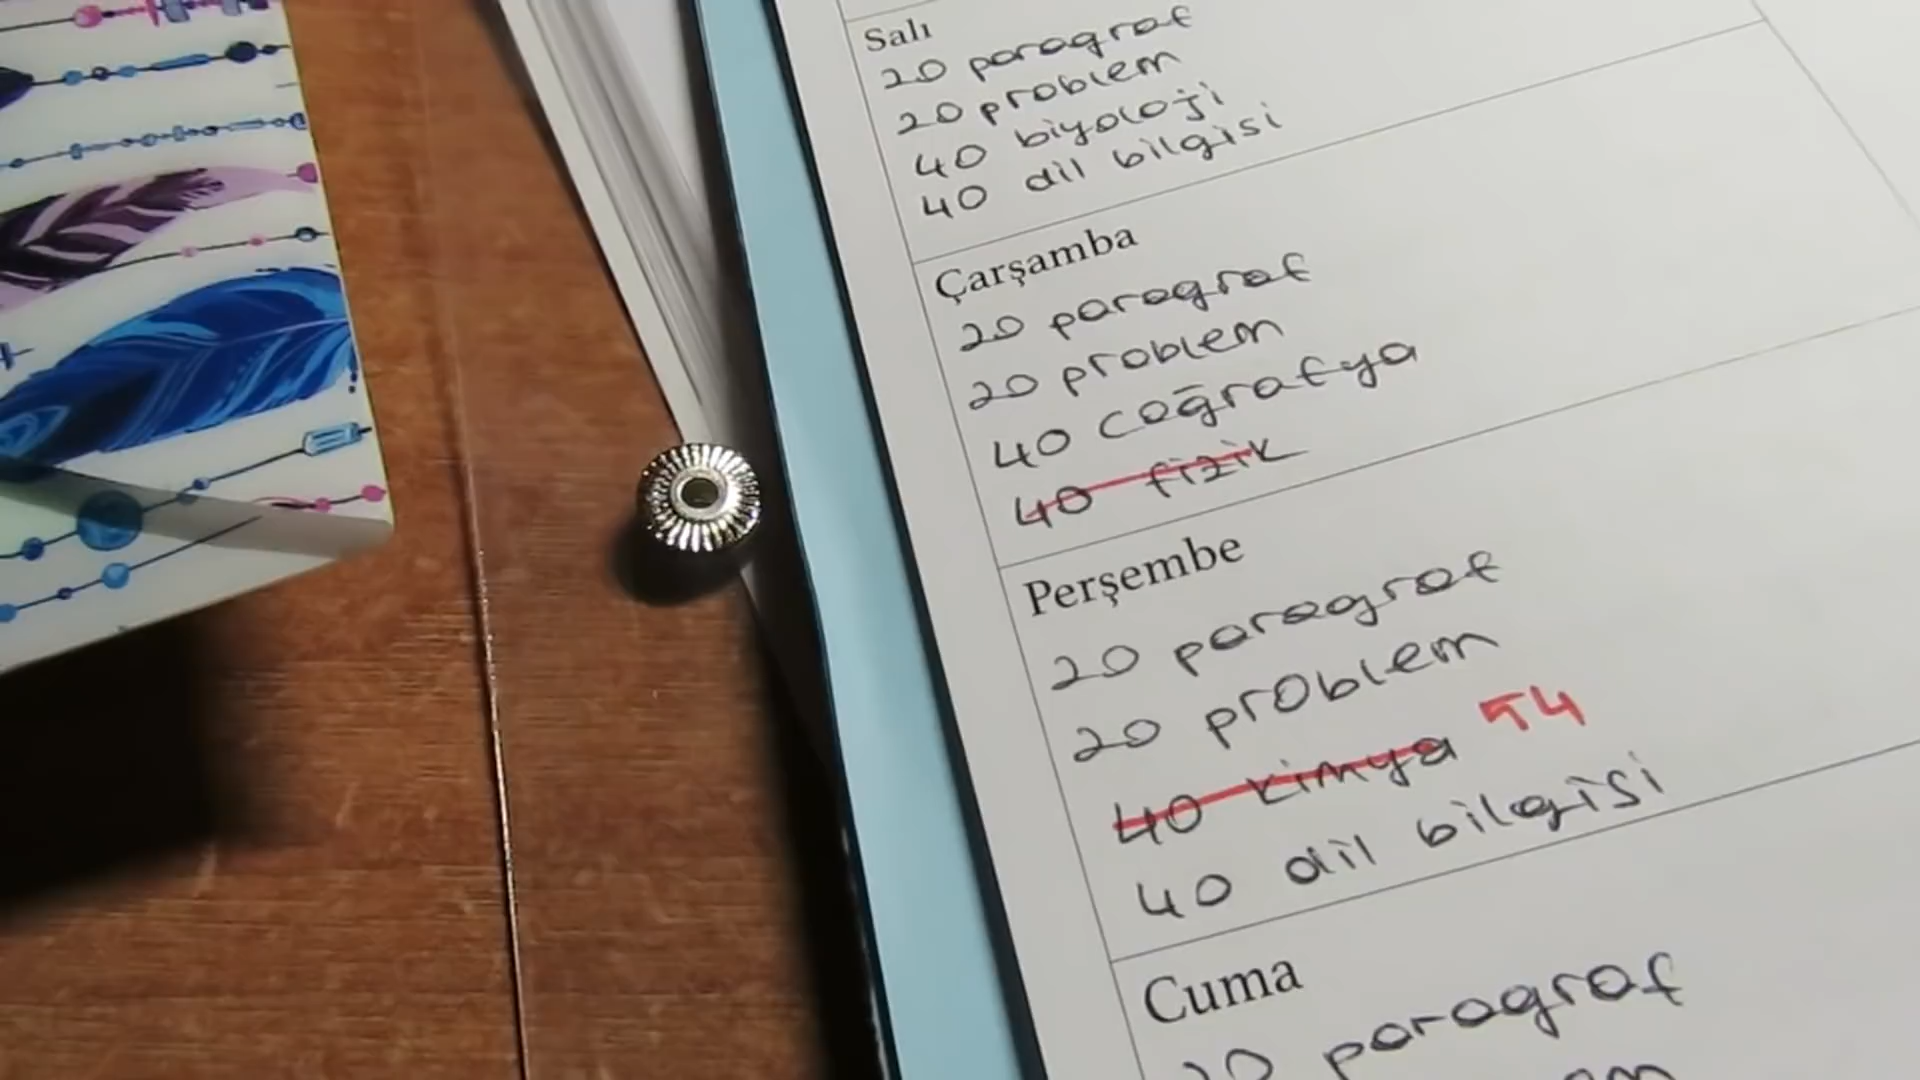 Salı
20 paragraf
20 problem
40 biyoloji
40 dil bilgisi
Çarşamba
20 paragraf
20 problem
40 coğrafya
40 fizik
Perşembe
20 paragraf
20 problem
40 kimya 54
40 dil bilgisi
Cuma
20 paragraf